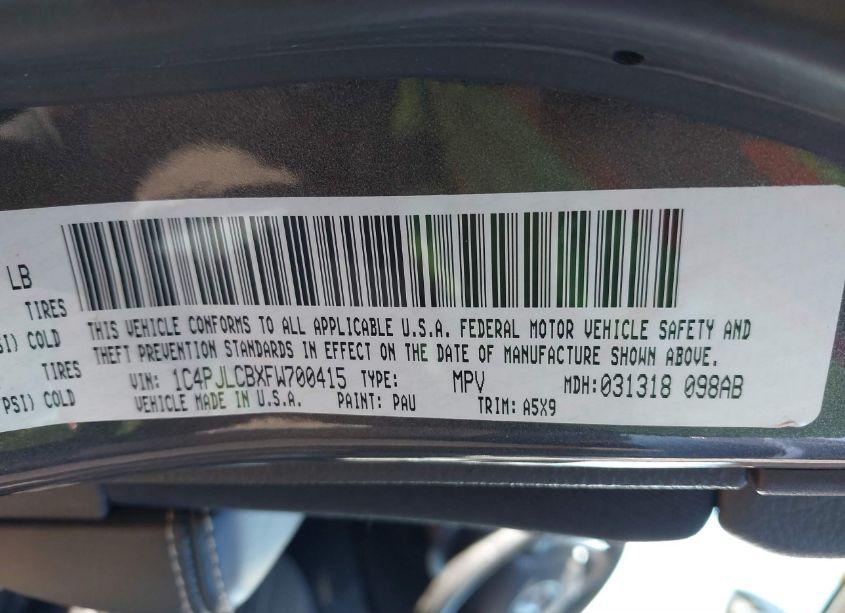 LB
TIRES
SI) COLD
TIRES
PSI) COLD
THIS VEHICLE CONFORMS TO ALL APPLICABLE U.S.A. FEDERAL MOTOR VEHICLE SAFETY AND
THEFT PREVENTION STANDARDS IN EFFECT ON THE DATE OF MANUFACTURE SHOWN ABOVE.
VIN: 1C4PJLCBXFW700415 TYPE: MPV MDH:031318 098AB
VEHICLE MADE IN U.S.A. PAINT: PAU TRIM: A5X9